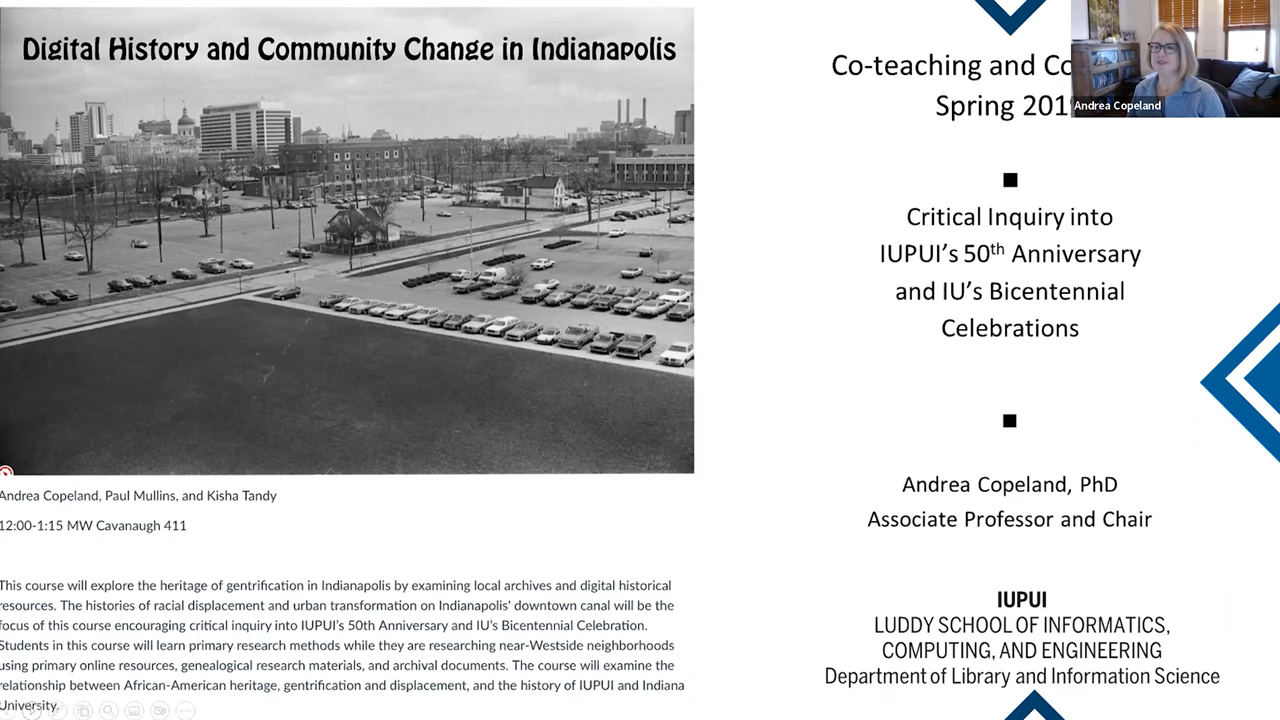 Digital History and Community Change in Indianapolis
Andrea Copeland, Paul Mullins, and Kisha Tandy
12:00-1:15 MW Cavanaugh 411
This course will explore the heritage of gentrification in Indianapolis by examining local archives and digital historical
resources. The histories of racial displacement and urban transformation on Indianapolis' downtown canal will be the
focus of this course encouraging critical inquiry into IUPUI's 50th Anniversary and IU's Bicentennial Celebration.
Students in this course will learn primary research methods while they are researching near-Westside neighborhoods
using primary online resources, genealogical research materials, and archival documents. The course will examine the
relationship between African-American heritage, gentrification and displacement, and the history of IUPUI and Indiana
University.
Co-teaching and
Spring
Andrea Copeland
■
Critical Inquiry into
IUPUI’s 50th Anniversary
and IU’s Bicentennial
Celebrations
■
Andrea Copeland, PhD
Associate Professor and Chair
IUPUI
LUDDY SCHOOL OF INFORMATICS,
COMPUTING, AND ENGINEERING
Department of Library and Information Science